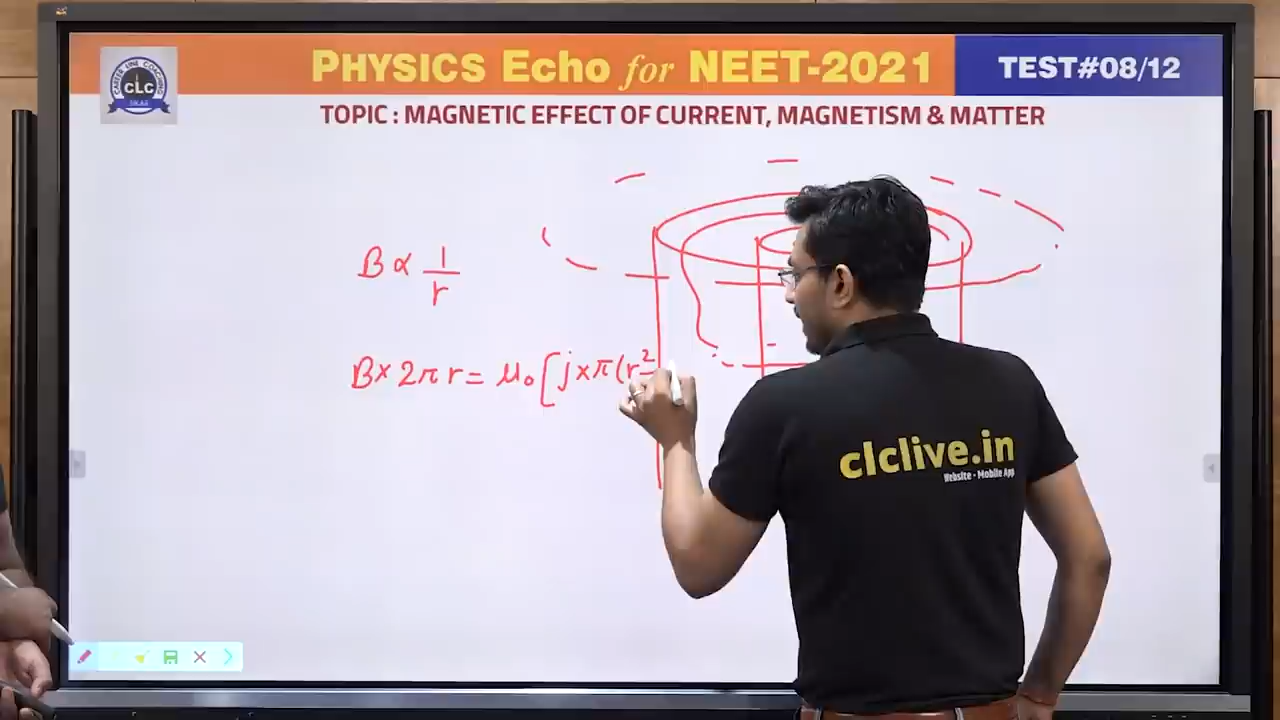 PHYSICS Echo for NEET-2021
TEST#08/12
CLC
TOPIC : MAGNETIC EFFECT OF CURRENT, MAGNETISM & MATTER
B ∝ 1/r
B × 2πr = μ₀ [j × π(r²
clclive.in
Website - Mobile App